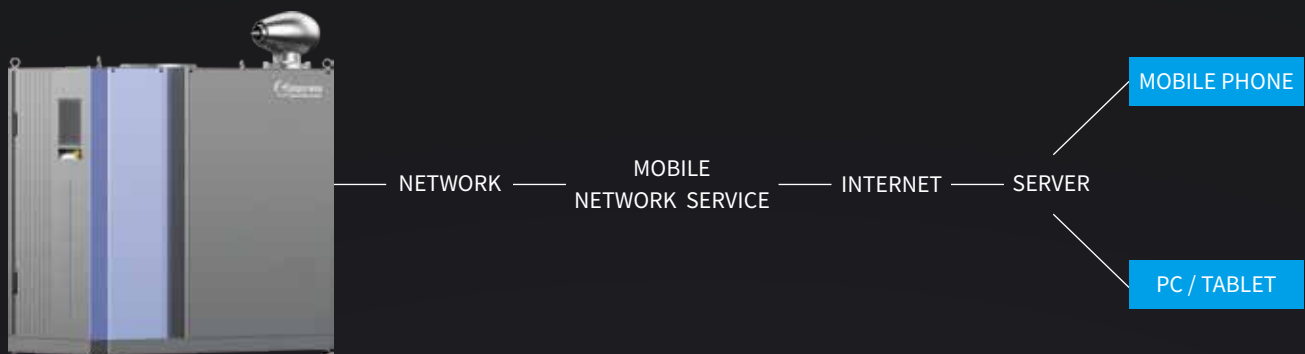 MOBILE PHONE
NETWORK
MOBILE
NETWORK SERVICE
INTERNET
SERVER
PC / TABLET